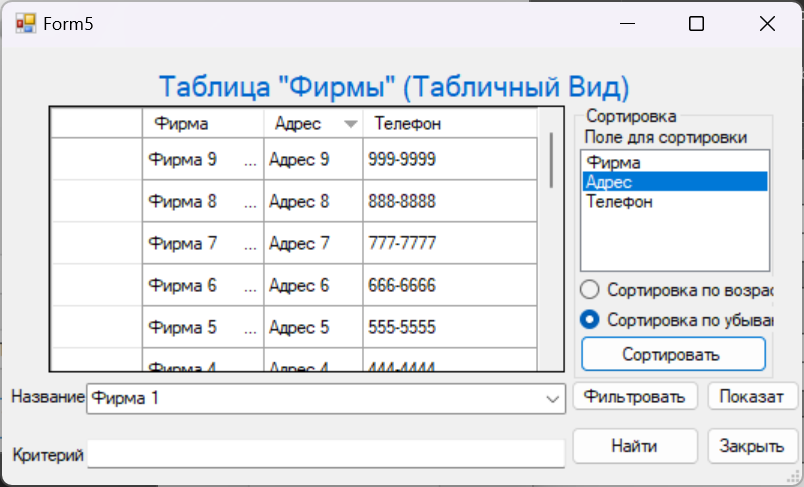 Form5
Таблица "Фирмы" (Табличный Вид)
Фирма Адрес Телефон
Фирма 9 ... Адрес 9 999-9999
Фирма 8 ... Адрес 8 888-8888
Фирма 7 ... Адрес 7 777-7777
Фирма 6 ... Адрес 6 666-6666
Фирма 5 ... Адрес 5 555-5555
Фирма 4 Адрес 4 444-4444
Сортировка
Поле для сортировки
Фирма
Адрес
Телефон
Сортировка по возрас
Сортировка по убыван
Сортировать
Название Фирма 1
Фильтровать Показат
Критерий
Найти Закрыть